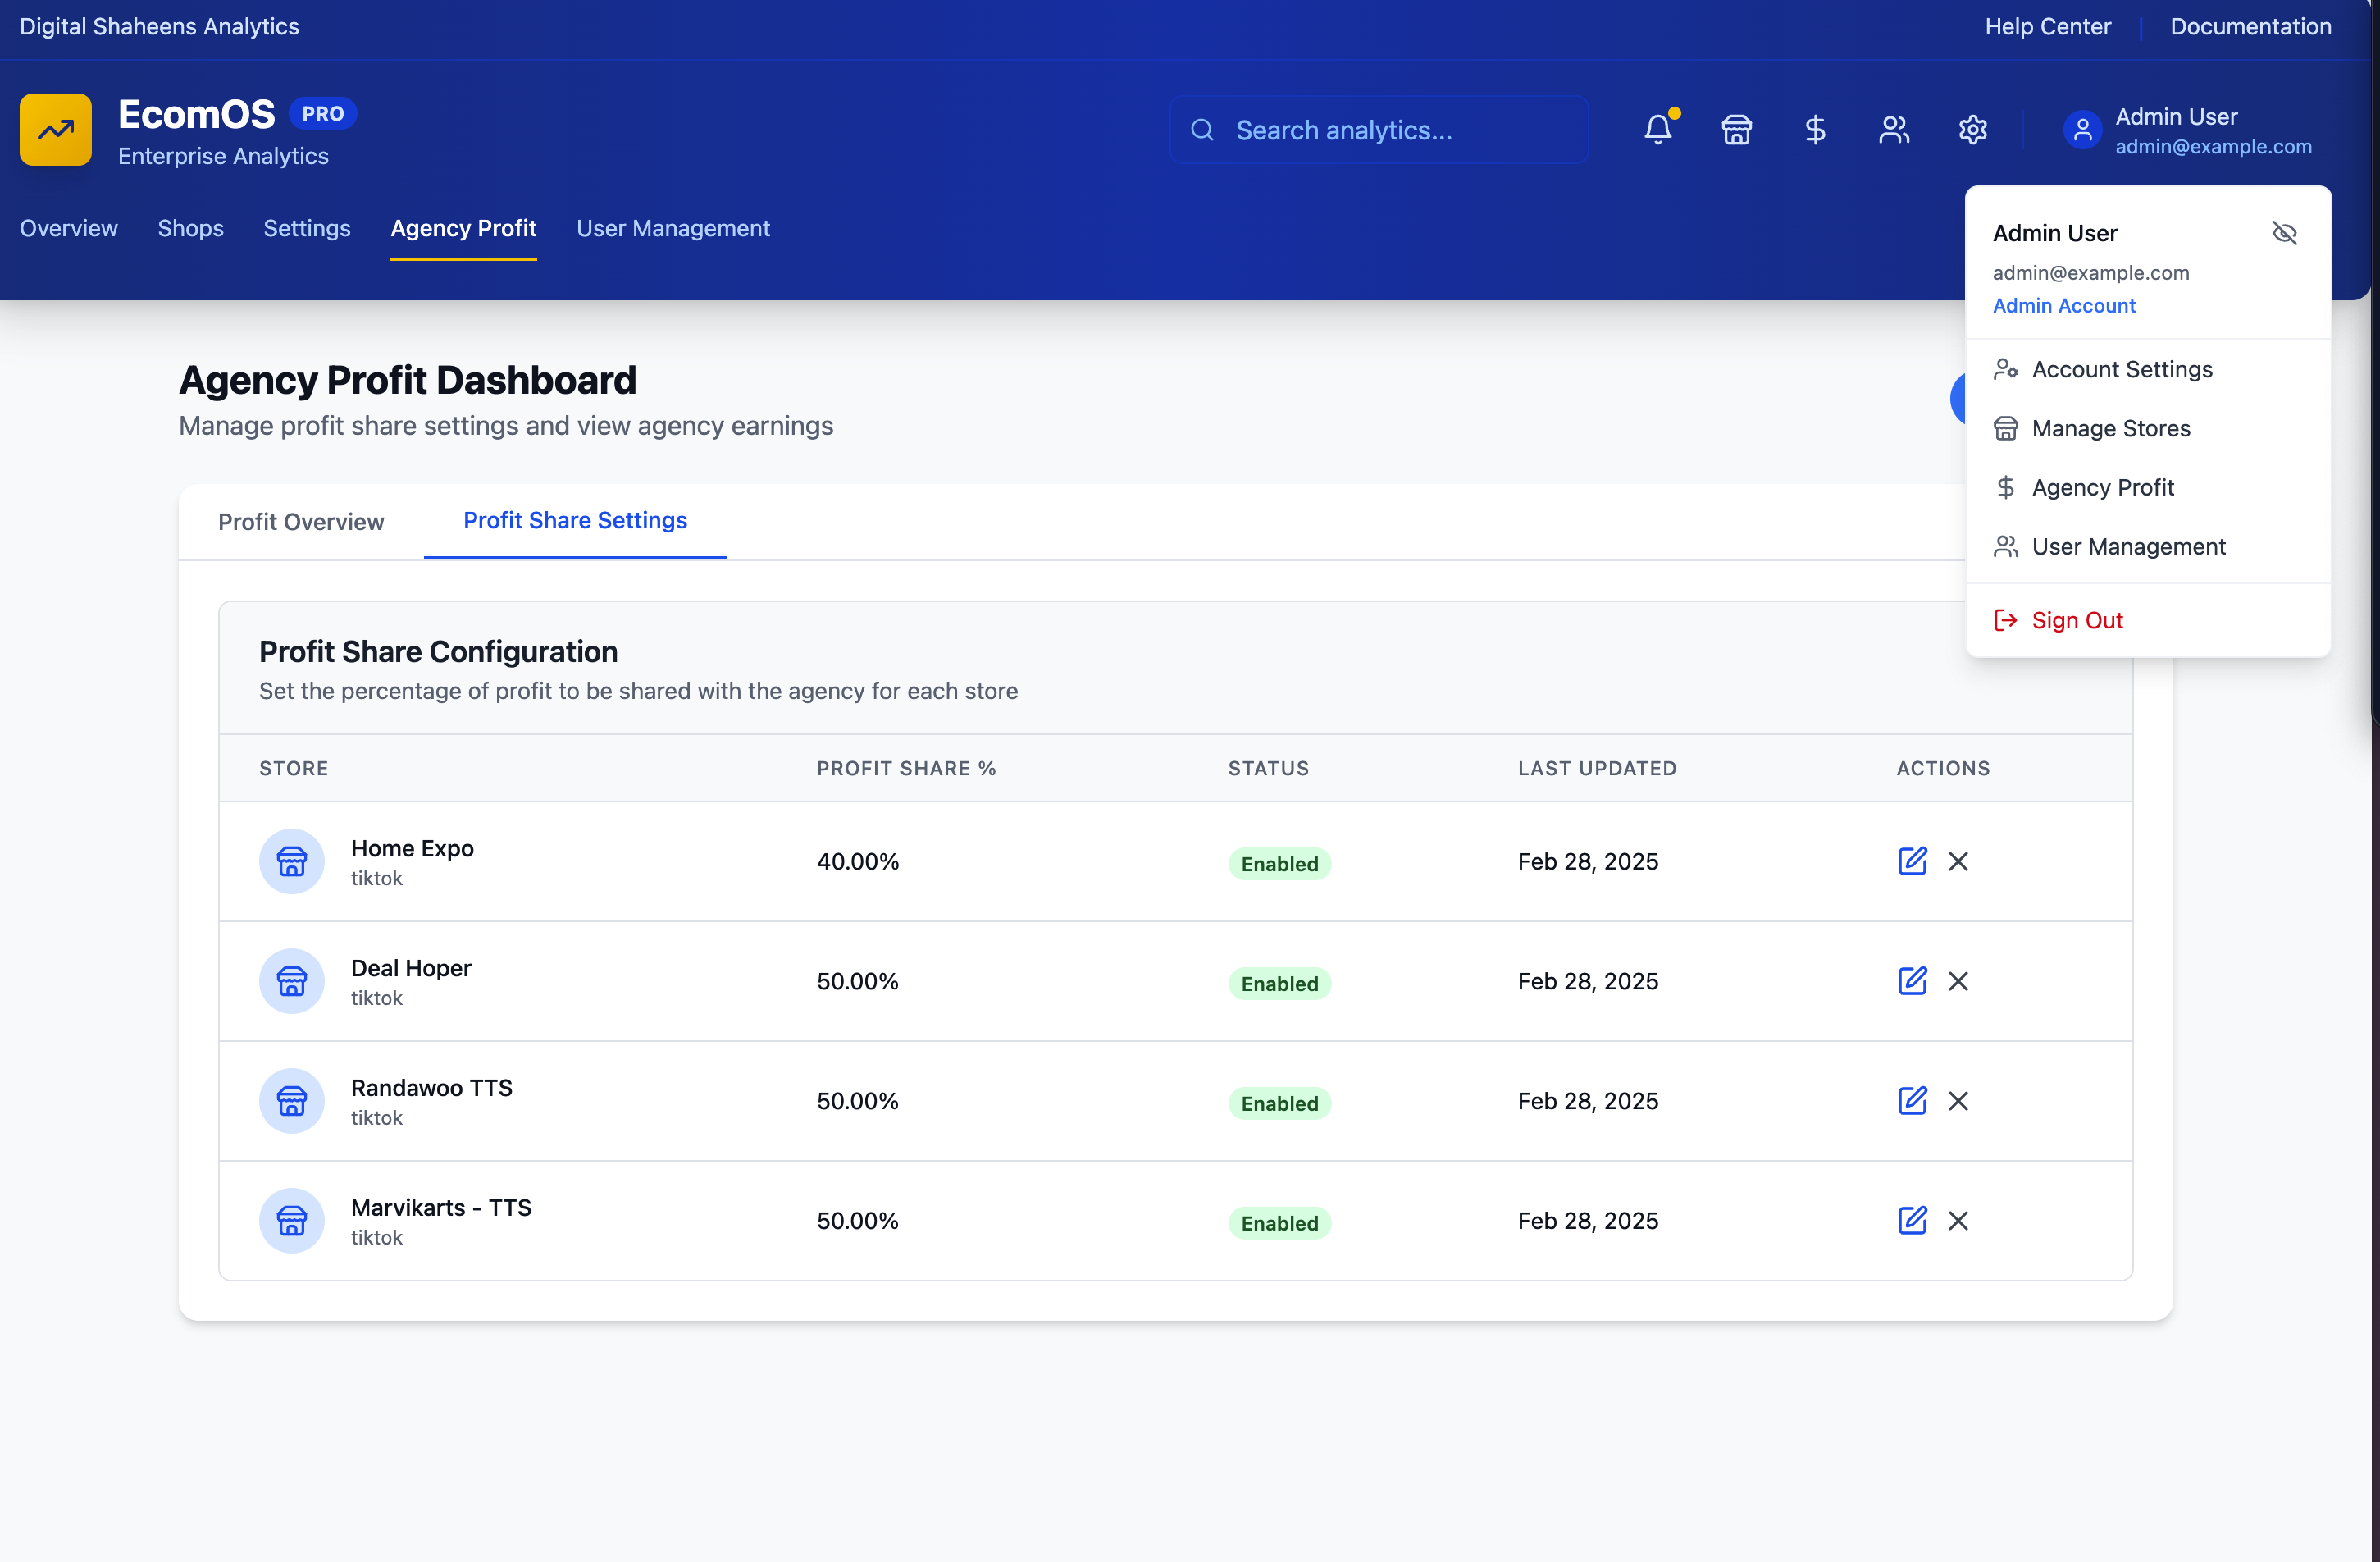 Digital Shaheens Analytics
Help Center
Documentation
EcomOS
PRO
Enterprise Analytics
Search analytics...
Admin User
admin@example.com
Overview
Shops
Settings
Agency Profit
User Management
Admin User
admin@example.com
Admin Account
Account Settings
Manage Stores
Agency Profit
User Management
Sign Out
Agency Profit Dashboard
Manage profit share settings and view agency earnings
Profit Overview
Profit Share Settings
Profit Share Configuration
Set the percentage of profit to be shared with the agency for each store
STORE PROFIT SHARE % STATUS LAST UPDATED ACTIONS
Home Expo
tiktok
40.00% Enabled Feb 28, 2025
Deal Hoper
tiktok
50.00% Enabled Feb 28, 2025
Randawoo TTS
tiktok
50.00% Enabled Feb 28, 2025
Marvikarts - TTS
tiktok
50.00% Enabled Feb 28, 2025